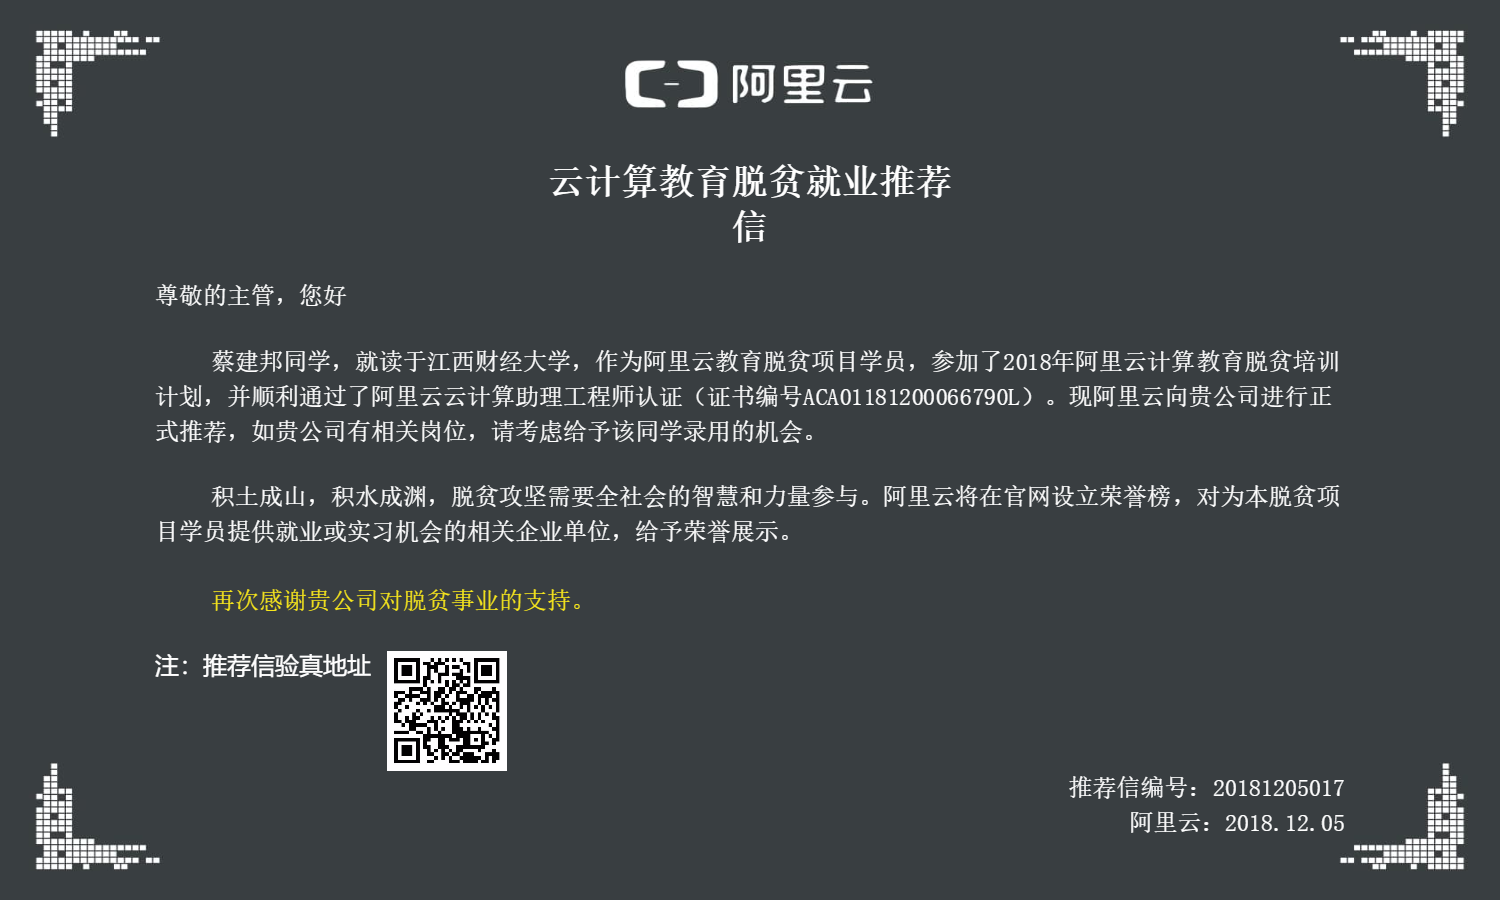 阿里云
云计算教育脱贫就业推荐
信
尊敬的主管，您好
蔡建邦同学，就读于江西财经大学，作为阿里云教育脱贫项目学员，参加了2018年阿里云计算教育脱贫培训
计划，并顺利通过了阿里云云计算助理工程师认证（证书编号ACA01181200066790L）。现阿里云向贵公司进行正
式推荐，如贵公司有相关岗位，请考虑给予该同学录用的机会。
积土成山，积水成渊，脱贫攻坚需要全社会的智慧和力量参与。阿里云将在官网设立荣誉榜，对为本脱贫项
目学员提供就业或实习机会的相关企业单位，给予荣誉展示。
再次感谢贵公司对脱贫事业的支持。
注：推荐信验真地址
推荐信编号：20181205017
阿里云：2018.12.05